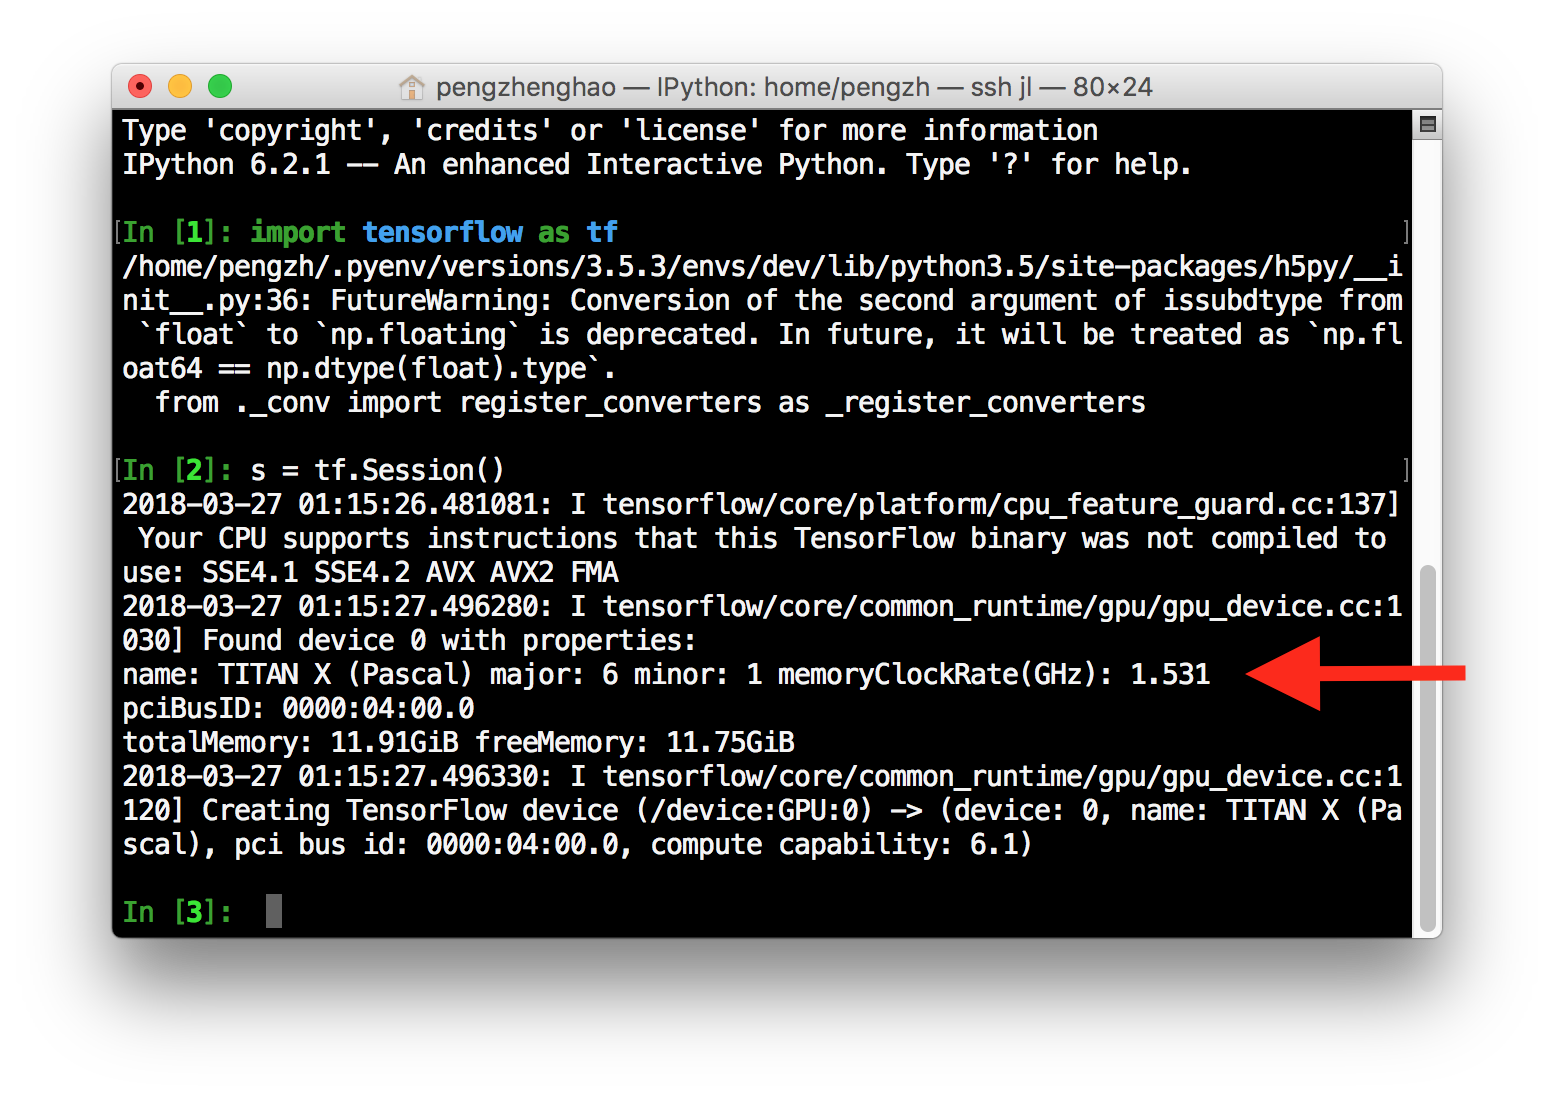 pengzhenghao — IPython: home/pengzh — ssh jl — 80×24
Type 'copyright', 'credits' or 'license' for more information
IPython 6.2.1 -- An enhanced Interactive Python. Type '?' for help.
[In [1]: import tensorflow as tf ]
/home/pengzh/.pyenv/versions/3.5.3/envs/dev/lib/python3.5/site-packages/h5py/__i
nit__.py:36: FutureWarning: Conversion of the second argument of issubdtype from
 `float` to `np.floating` is deprecated. In future, it will be treated as `np.fl
oat64 == np.dtype(float).type`.
  from ._conv import register_converters as _register_converters
[In [2]: s = tf.Session() ]
2018-03-27 01:15:26.481081: I tensorflow/core/platform/cpu_feature_guard.cc:137]
 Your CPU supports instructions that this TensorFlow binary was not compiled to
use: SSE4.1 SSE4.2 AVX AVX2 FMA
2018-03-27 01:15:27.496280: I tensorflow/core/common_runtime/gpu/gpu_device.cc:1
030] Found device 0 with properties:
name: TITAN X (Pascal) major: 6 minor: 1 memoryClockRate(GHz): 1.531
pciBusID: 0000:04:00.0
totalMemory: 11.91GiB freeMemory: 11.75GiB
2018-03-27 01:15:27.496330: I tensorflow/core/common_runtime/gpu/gpu_device.cc:1
120] Creating TensorFlow device (/device:GPU:0) -> (device: 0, name: TITAN X (Pa
scal), pci bus id: 0000:04:00.0, compute capability: 6.1)
In [3]: